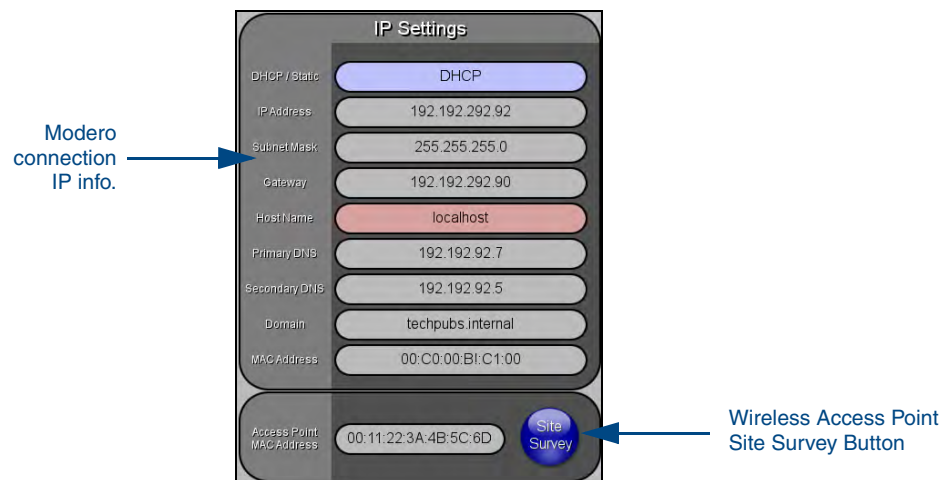 IP Settings
DHCP / Static
DHCP
IP Address
192.192.292.92
Subnet Mask
255.255.255.0
Gateway
192.192.292.90
Host Name
localhost
Primary DNS
192.192.92.7
Secondary DNS
192.192.92.5
Domain
techpubs.internal
MAC Address
00:C0:00:BI:C1:00
Access Point
MAC Address
00:11:22:3A:4B:5C:6D
Site
Survey
Modero
connection
IP info.
Wireless Access Point
Site Survey Button